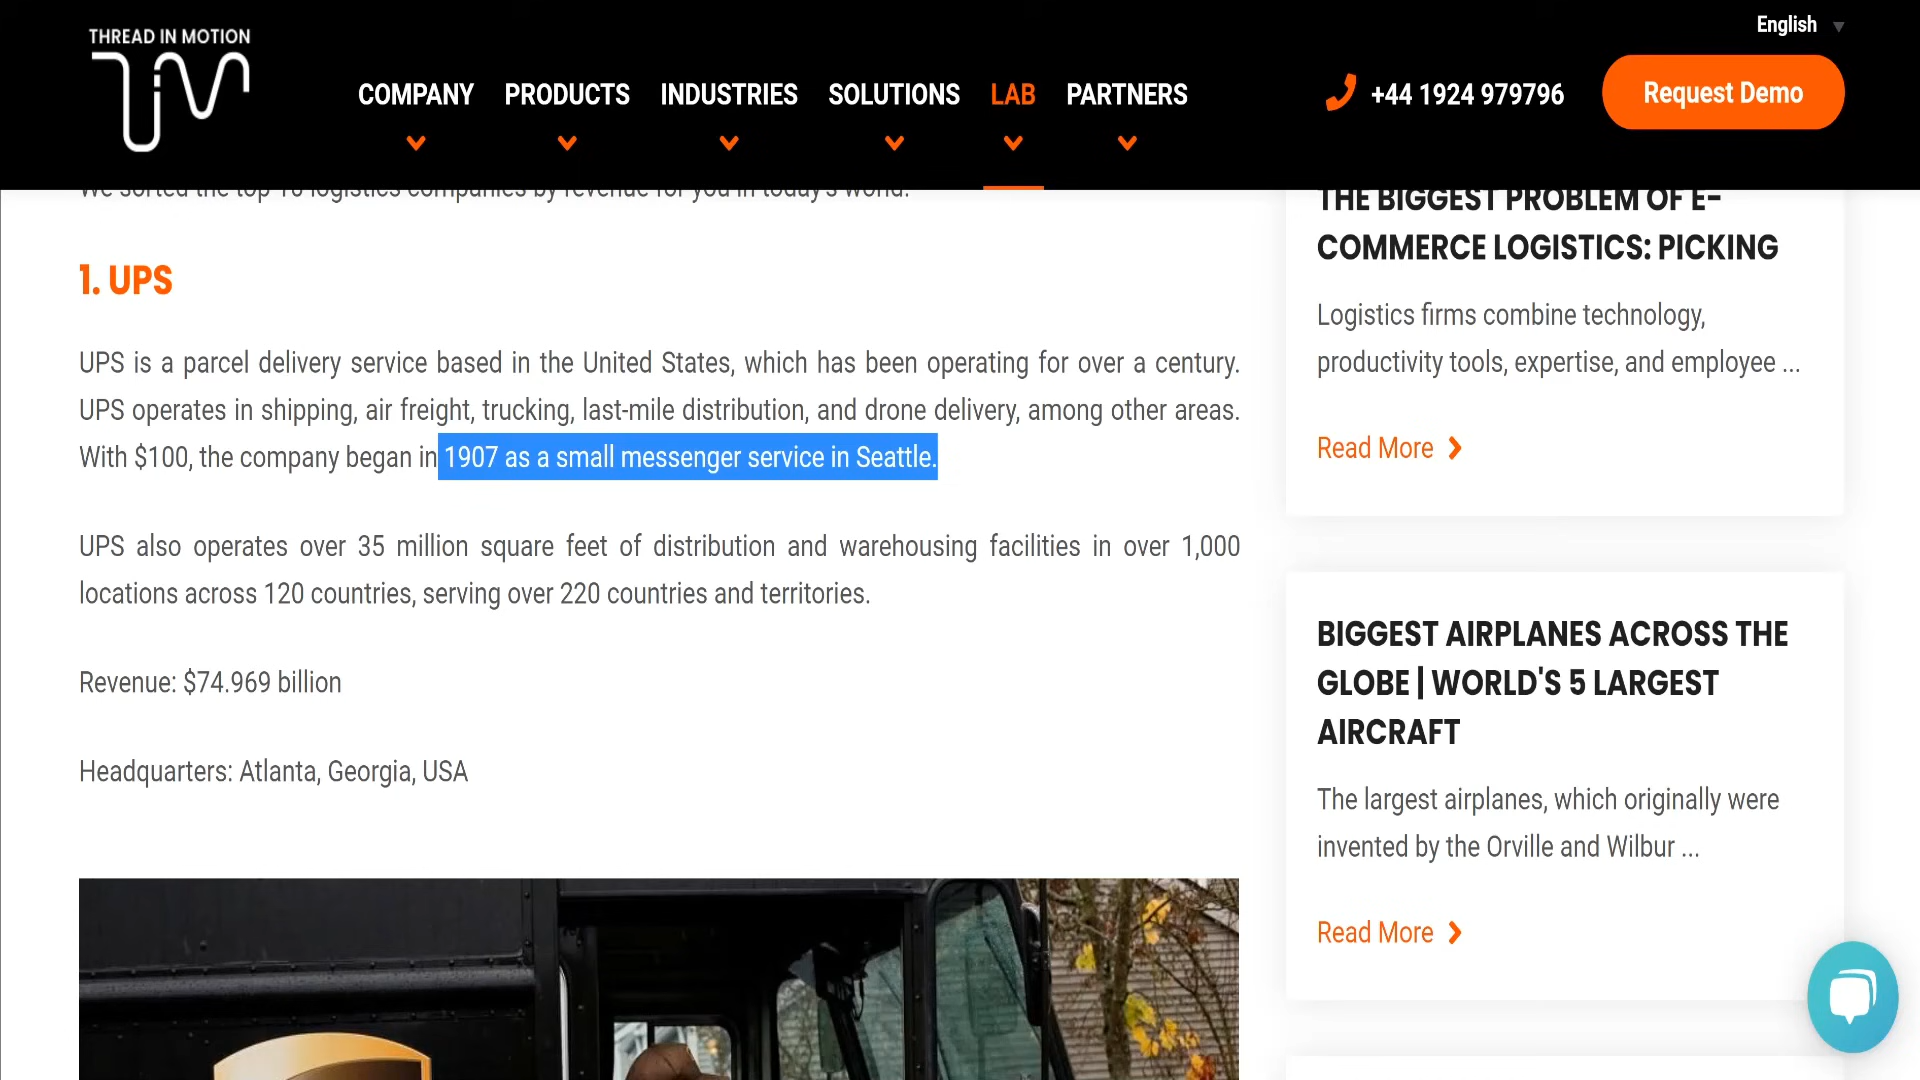 English
THREAD IN MOTION
COMPANY PRODUCTS INDUSTRIES SOLUTIONS LAB PARTNERS
+44 1924 979796
Request Demo
We sorted the top 10 logistics companies by revenue for you in today's world.
1. UPS
UPS is a parcel delivery service based in the United States, which has been operating for over a century.
UPS operates in shipping, air freight, trucking, last-mile distribution, and drone delivery, among other areas.
With $100, the company began in 1907 as a small messenger service in Seattle.
UPS also operates over 35 million square feet of distribution and warehousing facilities in over 1,000
locations across 120 countries, serving over 220 countries and territories.
Revenue: $74.969 billion
Headquarters: Atlanta, Georgia, USA
THE BIGGEST PROBLEM OF E-
COMMERCE LOGISTICS: PICKING
Logistics firms combine technology,
productivity tools, expertise, and employee ...
Read More
BIGGEST AIRPLANES ACROSS THE
GLOBE | WORLD'S 5 LARGEST
AIRCRAFT
The largest airplanes, which originally were
invented by the Orville and Wilbur ...
Read More